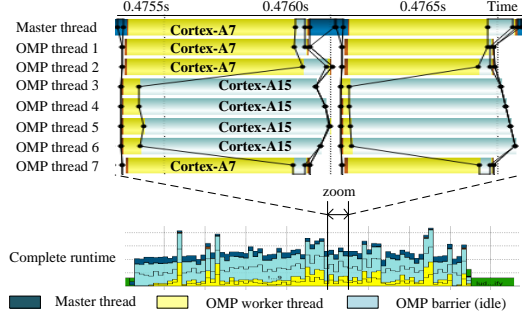 0.4755s 0.4760s 0.4765s Time
Master thread Cortex-A7
OMP thread 1
OMP thread 2 Cortex-A7
OMP thread 3 Cortex-A15
OMP thread 4 Cortex-A15
OMP thread 5 Cortex-A15
OMP thread 6 Cortex-A15
OMP thread 7 Cortex-A7
zoom
Complete runtime
Master thread OMP worker thread OMP barrier (idle)